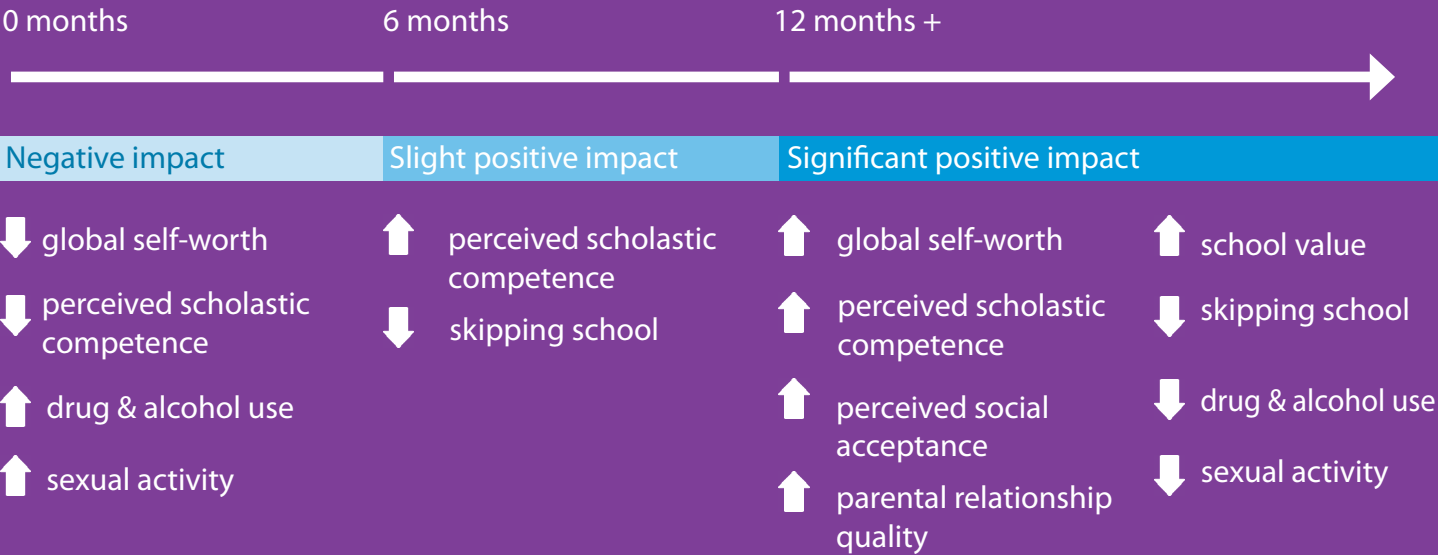 0 months
6 months
12 months +
Negative impact
Slight positive impact
Significant positive impact
global self-worth
perceived scholastic
competence
drug & alcohol use
sexual activity
perceived scholastic
competence
skipping school
global self-worth
perceived scholastic
competence
perceived social
acceptance
parental relationship
quality
school value
skipping school
drug & alcohol use
sexual activity